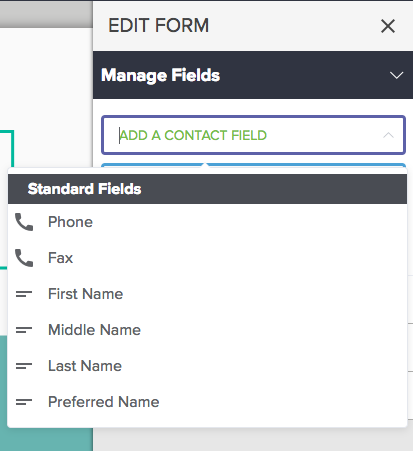 EDIT FORM
Manage Fields
ADD A CONTACT FIELD
Standard Fields
Phone
Fax
First Name
Middle Name
Last Name
Preferred Name